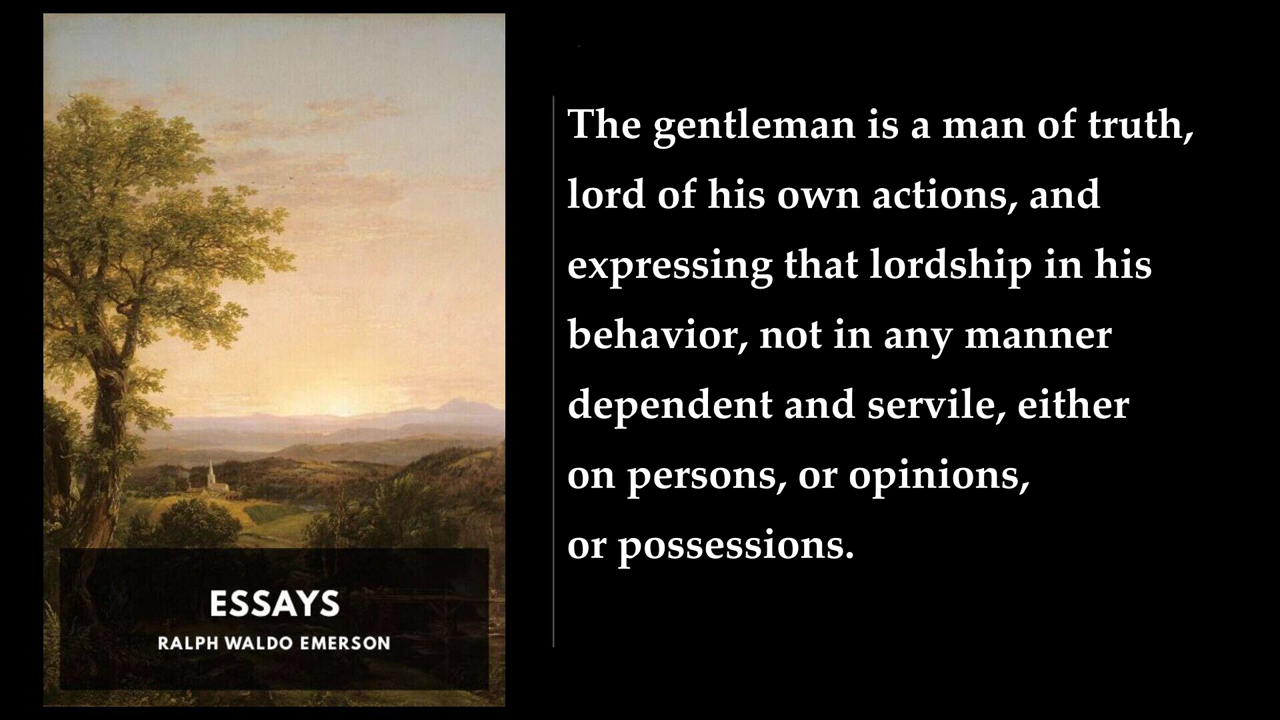 ESSAYS
RALPH WALDO EMERSON
The gentleman is a man of truth,
lord of his own actions, and
expressing that lordship in his
behavior, not in any manner
dependent and servile, either
on persons, or opinions,
or possessions.